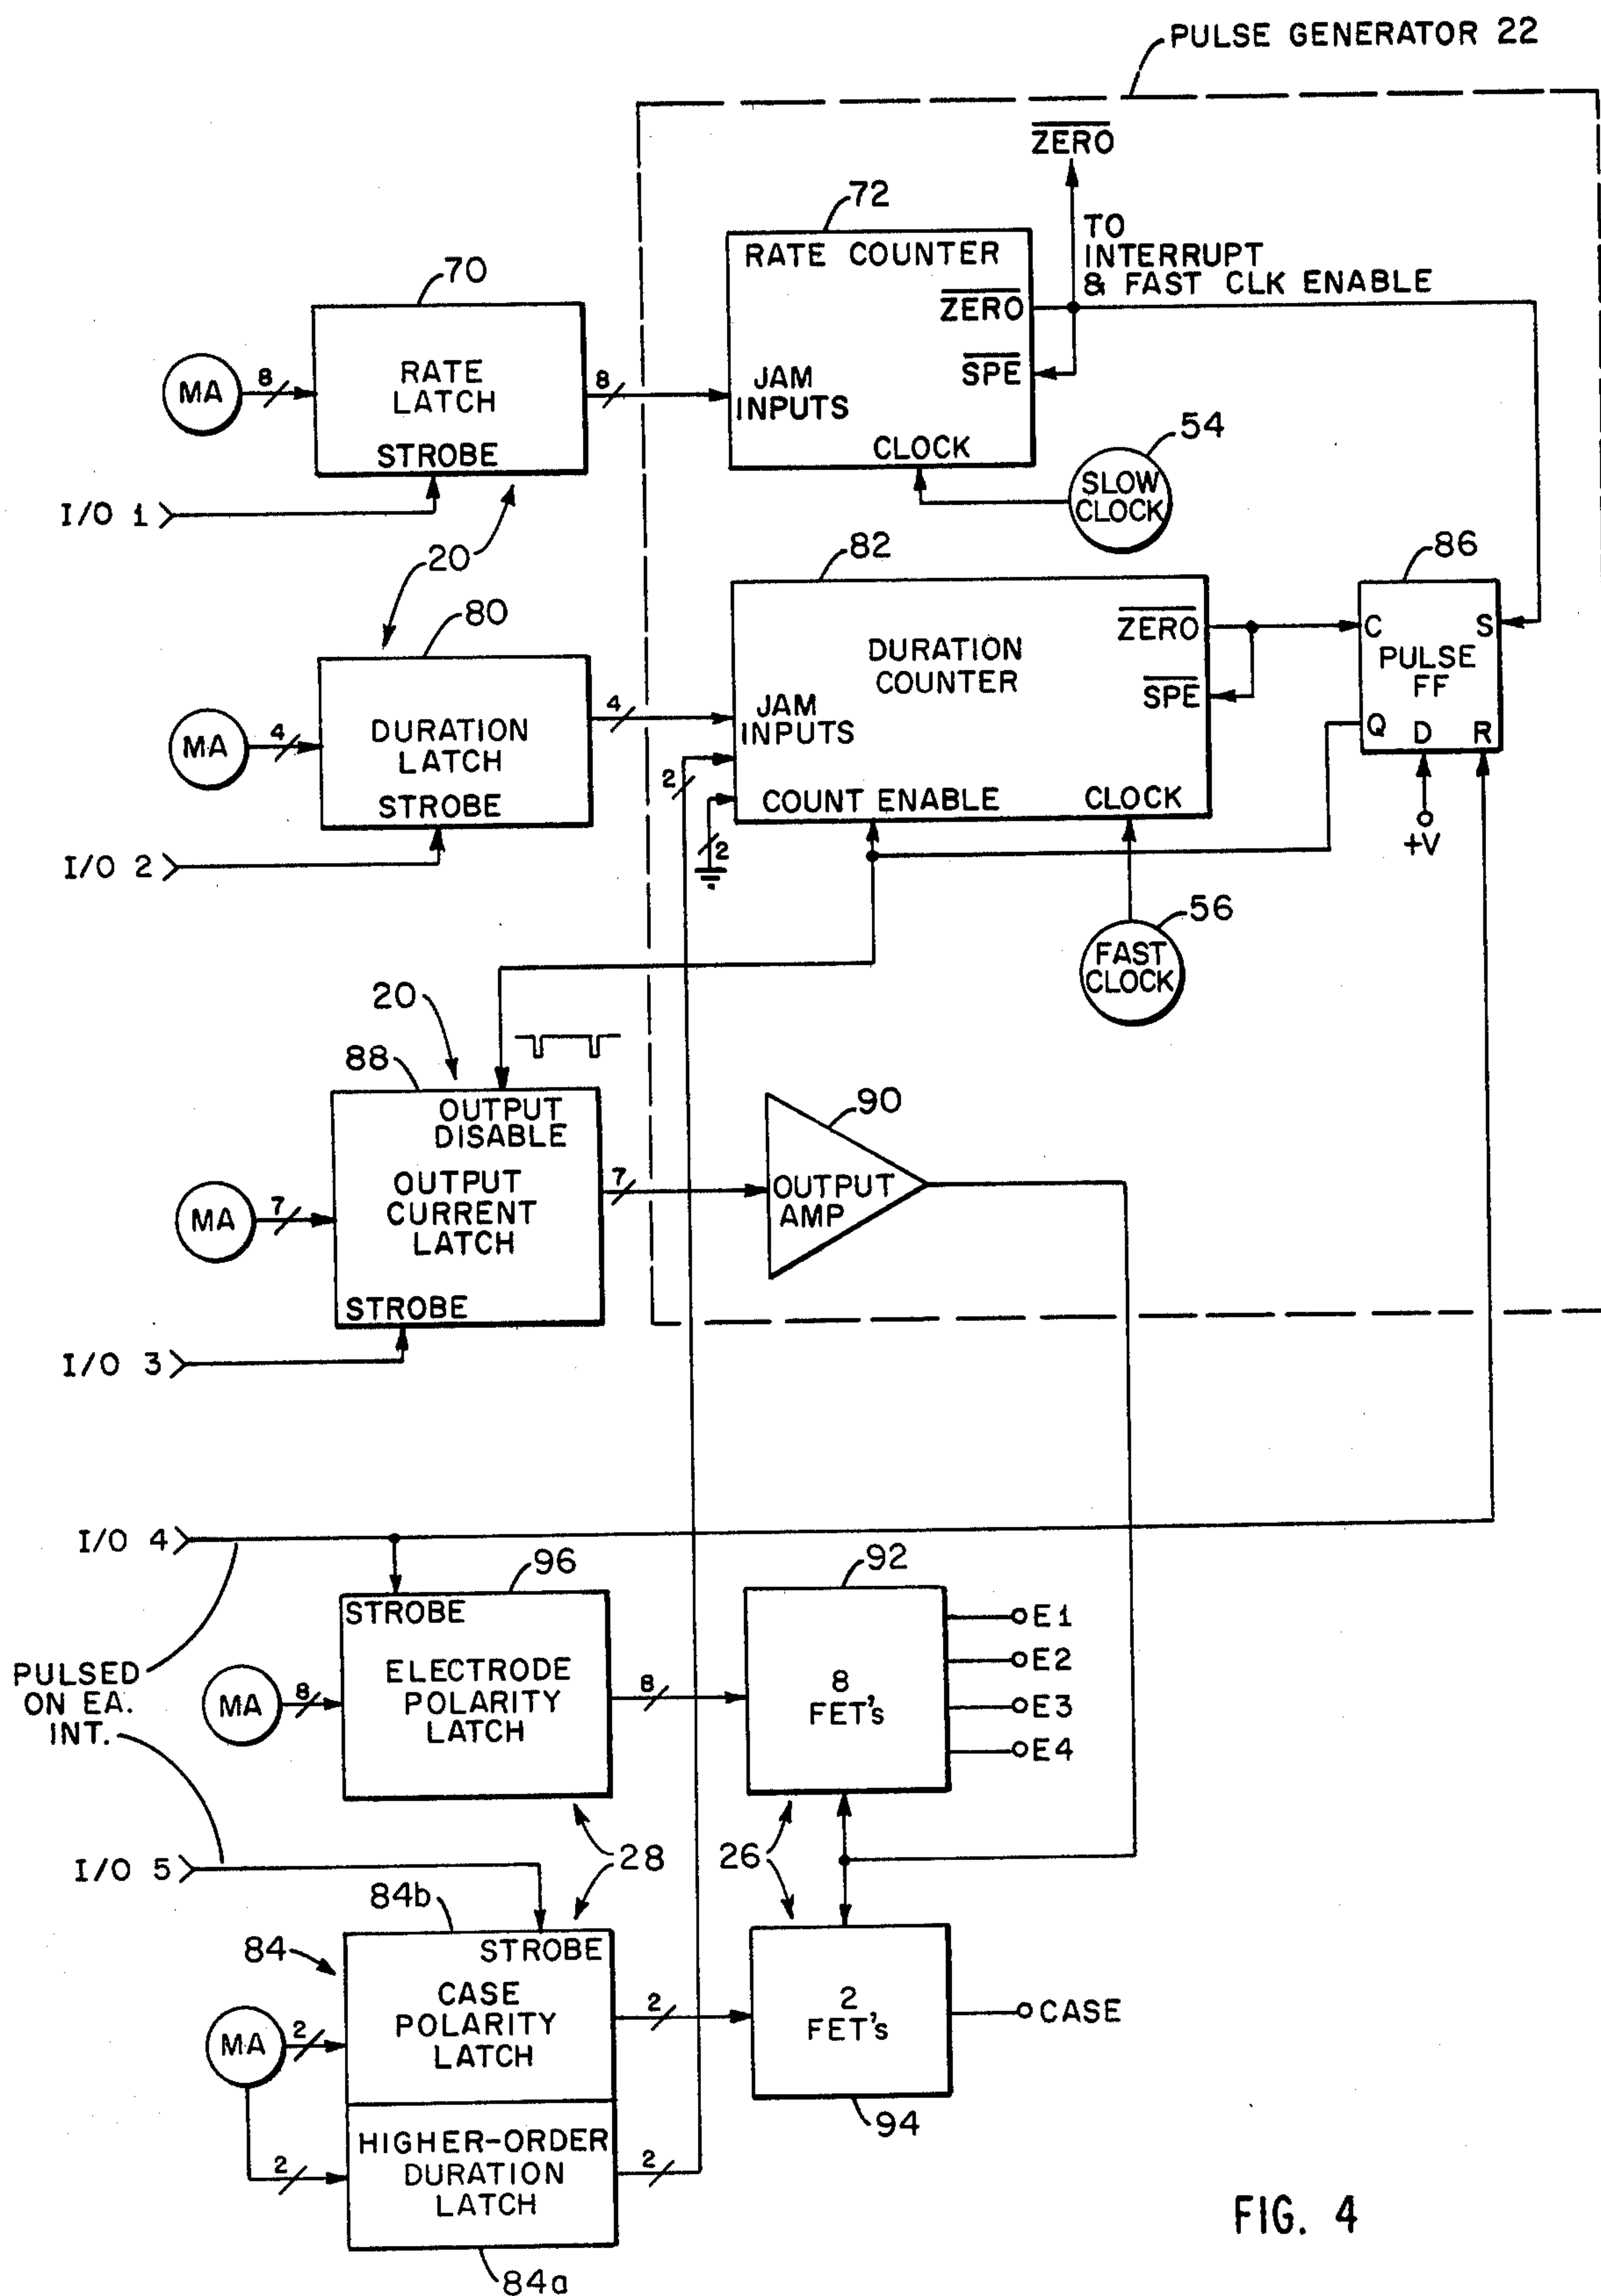 PULSE GENERATOR 22
ZERO
72
TO
INTERRUPT
& FAST CLK ENABLE
RATE COUNTER
ZERO
SPE
JAM
INPUTS
CLOCK
70
MA
8
RATE
LATCH
STROBE
8
I/O 1
54
SLOW
CLOCK
20
82
86
80
DURATION
COUNTER
ZERO
SPE
JAM
INPUTS
COUNT ENABLE
CLOCK
C
S
PULSE
FF
Q
D
R
+V
MA
4
DURATION
LATCH
STROBE
4
2
2
I/O 2
56
FAST
CLOCK
20
88
OUTPUT
DISABLE
OUTPUT
CURRENT
LATCH
STROBE
MA
7
7
90
OUTPUT
AMP
I/O 3
I/O 4
96
92
STROBE
ELECTRODE
POLARITY
LATCH
PULSED
ON EA.
INT.
MA
8
8
8
FET's
E1
E2
E3
E4
28
26
I/O 5
84b
84
STROBE
CASE
POLARITY
LATCH
MA
2
2
2
FET's
CASE
94
HIGHER-ORDER
DURATION
LATCH
2
2
84a
FIG. 4